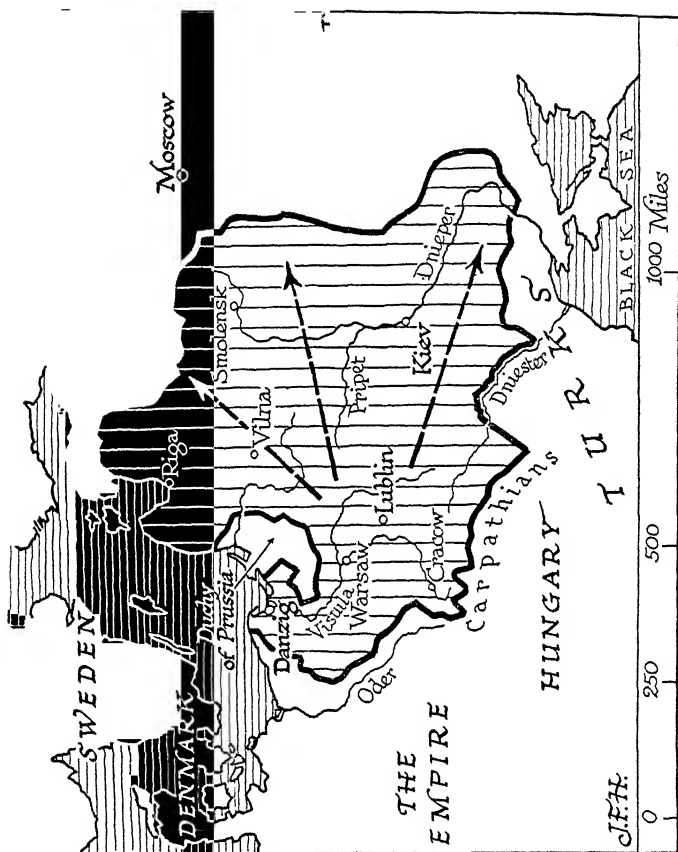 SWEDEN
DENMARK
Moscow
Riga
Smolensk
Vilna
Duchy
of Prussia
Danzig
Vistula
Warsaw
Lublin
Pripet
Dnieper
Kiev
Cracow
Oder
Dniester
Carpathians
THE
EMPIRE
HUNGARY
TURKS
BLACK SEA
J.F.H.
0 250 500 1000 Miles